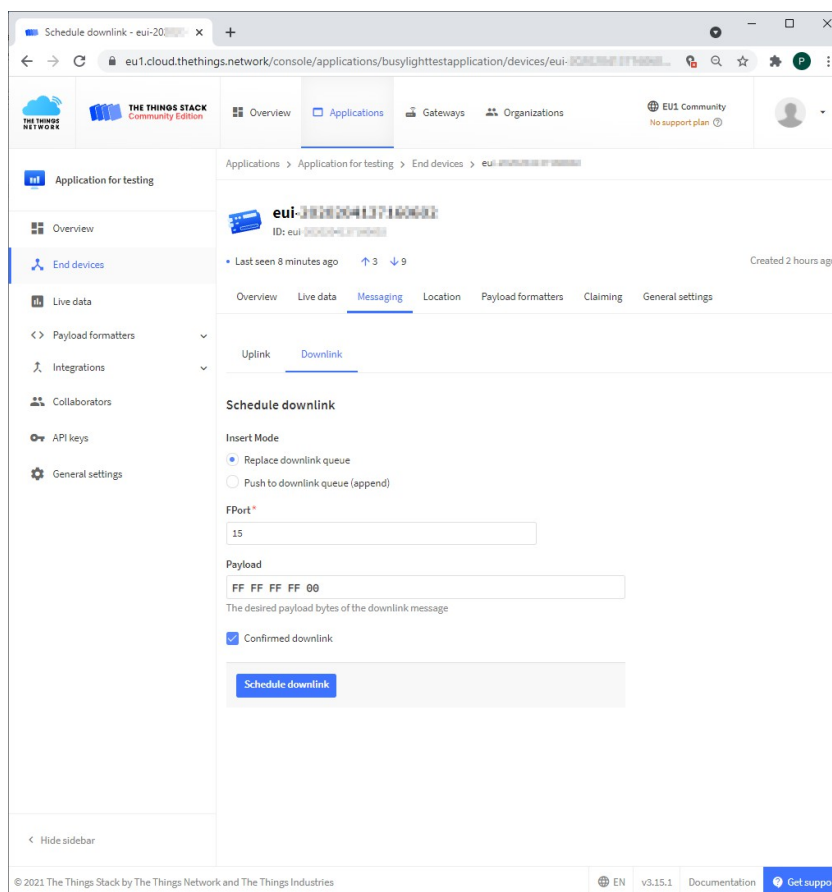 Schedule downlink - eui-20
eu1.cloud.thethings.network/console/applications/busylighttestapplication/devices/eui-
P
THE THINGS NETWORK
THE THINGS STACK
Community Edition
Overview
Applications
Gateways
Organizations
EU1 Community
No support plan
Applications > Application for testing > End devices > eui-
Application for testing
eui-
ID: eui-
Overview
End devices
Last seen 8 minutes ago ↑3 ↓9
Created 2 hours ago
Live data
Overview Live data Messaging Location Payload formatters Claiming General settings
Payload formatters
Integrations
Uplink Downlink
Collaborators
API keys
General settings
Schedule downlink
Insert Mode
Replace downlink queue
Push to downlink queue (append)
FPort*
15
Payload
FF FF FF FF 00
The desired payload bytes of the downlink message
Confirmed downlink
Schedule downlink
< Hide sidebar
© 2021 The Things Stack by The Things Network and The Things Industries
EN
v3.15.1
Documentation
Get suppo